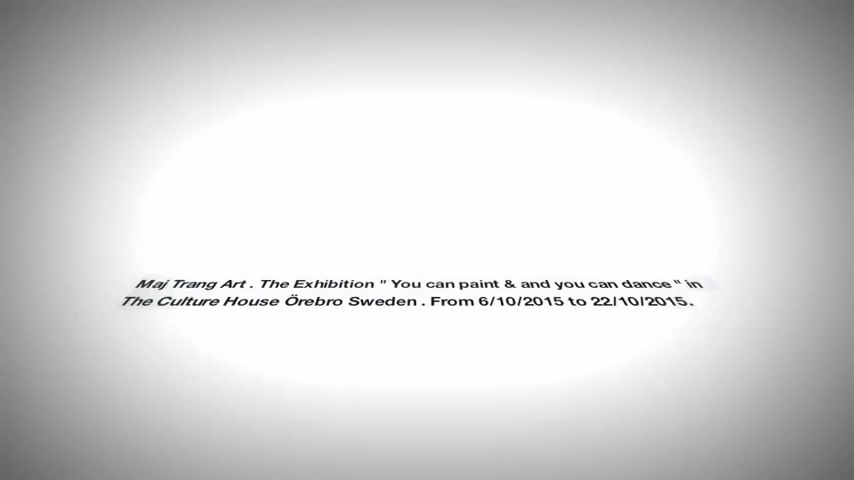 Maj Trang Art . The Exhibition " You can paint & and you can dance " in
The Culture House Örebro Sweden . From 6/10/2015 to 22/10/2015.